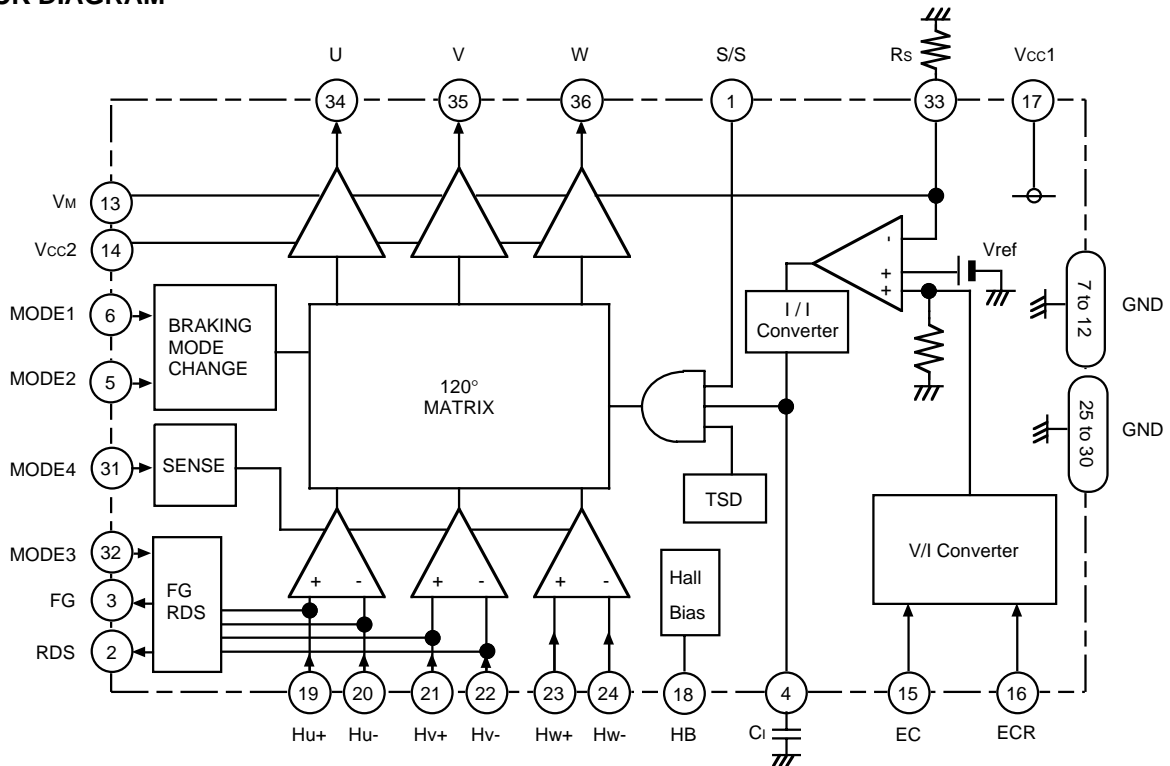 U V W S/S Rs Vcc1
34 35 36 1 33 17
VM 13
Vcc2 14
Vref
MODE1 6
BRAKING
MODE
CHANGE
MODE2 5
120°
MATRIX
I / I
Converter
7 to 12 GND
25 to 30 GND
MODE4 31 SENSE
TSD
MODE3 32
FG 3
RDS 2
FG
RDS
+ - + - + -
- + +
Hall
Bias
V/I Converter
19 20 21 22 23 24 18 4 15 16
Hu+ Hu- Hv+ Hv- Hw+ Hw- HB CI EC ECR